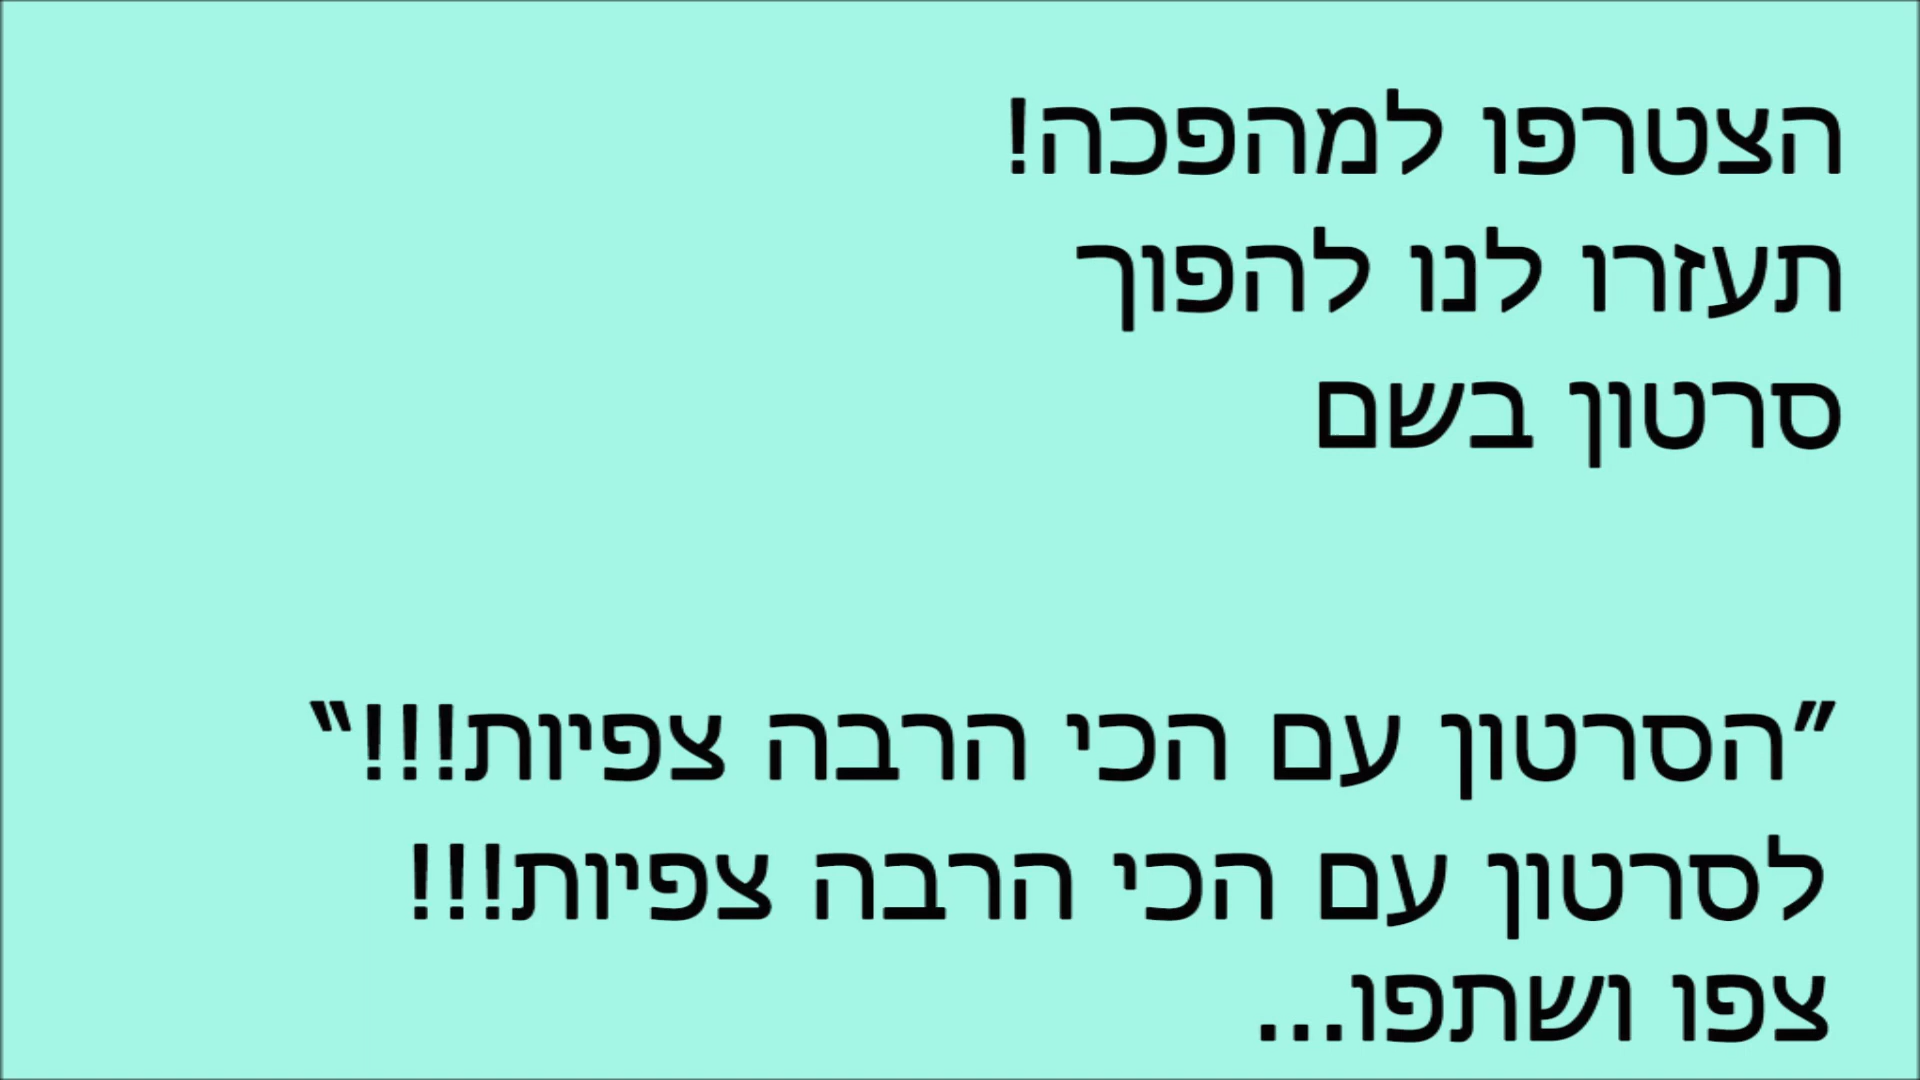 הצטרפו למהפכה!
תעזרו לנו להפוך
סרטון בשם
"הסרטון עם הכי הרבה צפיות!!!"
לסרטון עם הכי הרבה צפיות!!!
צפו ושתפו...